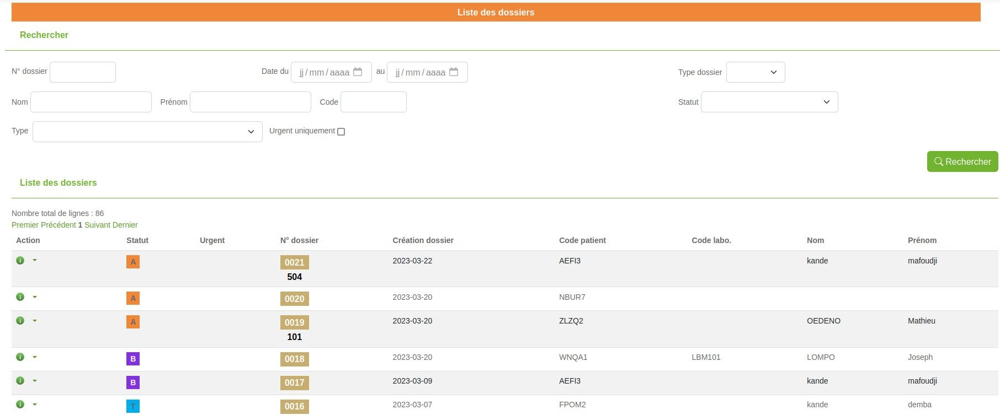 Liste des dossiers
Rechercher
N° dossier Date du jj/mm/aaaa au jj/mm/aaaa Type dossier
Nom Prénom Code Statut
Type Urgent uniquement
Rechercher
Liste des dossiers
Nombre total de lignes : 86
Premier Précédent 1 Suivant Dernier
Action Statut Urgent N° dossier Création dossier Code patient Code labo. Nom Prénom
A 0021 2023-03-22 AEFI3 kande mafoudji
504
A 0020 2023-03-20 NBUR7
A 0019 2023-03-20 ZLZQ2 OEDENO Mathieu
101
B 0018 2023-03-20 WNQA1 LBM101 LOMPO Joseph
B 0017 2023-03-09 AEFI3 kande mafoudji
T 0016 2023-03-07 FPOM2 kande demba